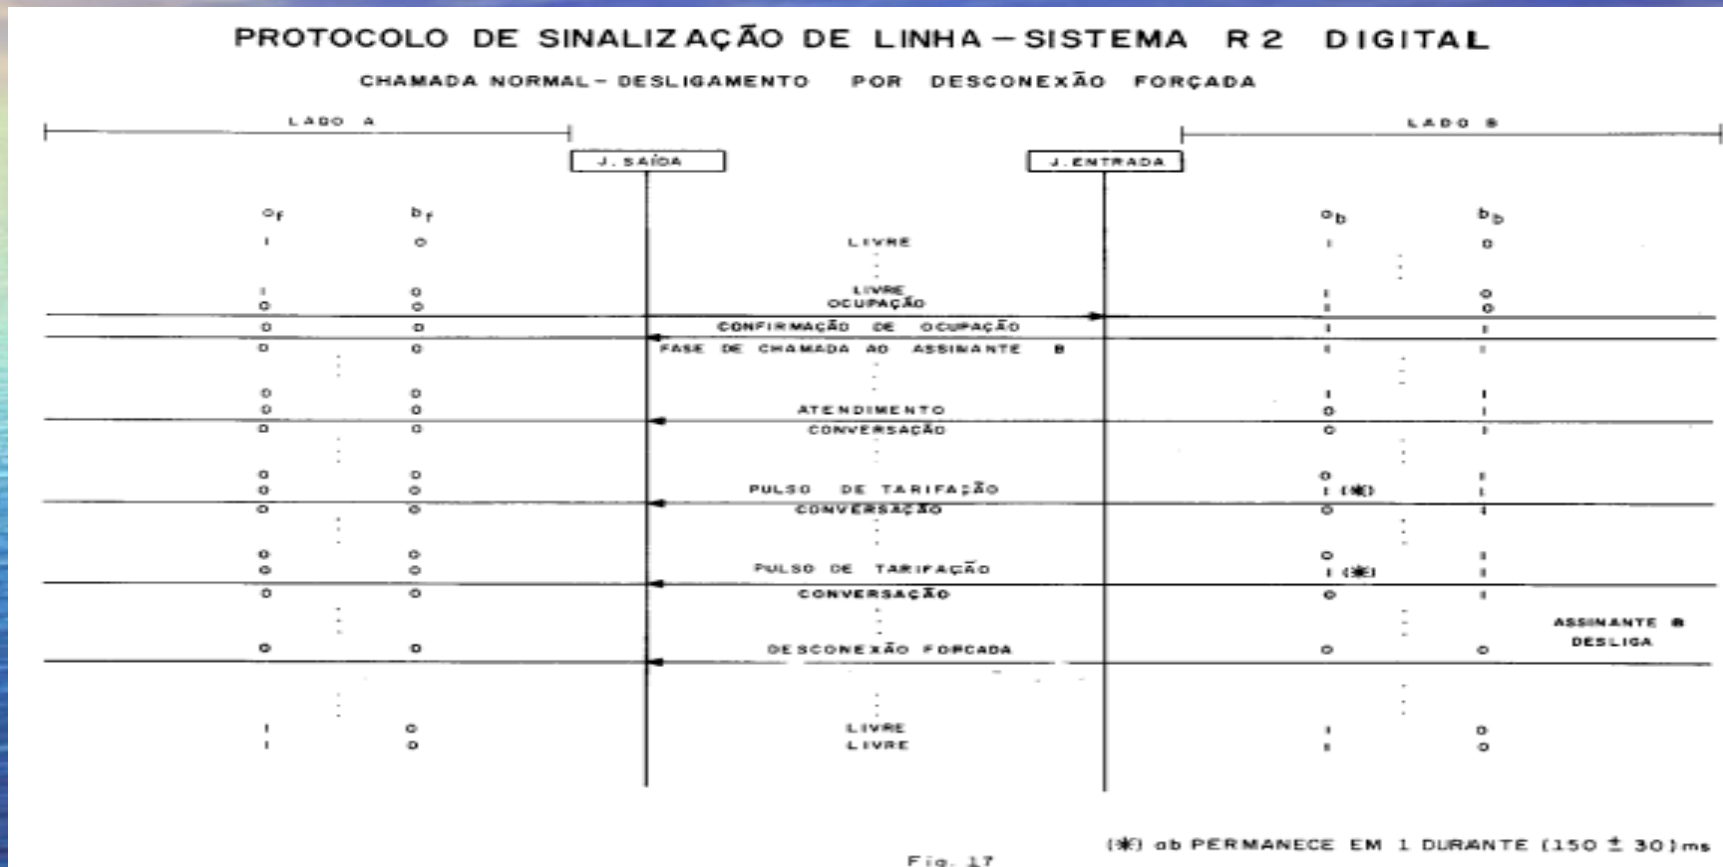 PROTOCOLO DE SINALIZAÇÃO DE LINHA – SISTEMA R2 DIGITAL
CHAMADA NORMAL – DESLIGAMENTO POR DESCONEXÃO FORÇADA
LADO A LADO B
J. SAÍDA J. ENTRADA
af bf ab bb
1 0 LIVRE 1 0
1 0 LIVRE 1 0
0 0 OCUPAÇÃO 1 0
0 0 CONFIRMAÇÃO DE OCUPAÇÃO 1 1
0 0 FASE DE CHAMADA AO ASSINANTE B 1 1
0 0 1 1
0 0 ATENDIMENTO 0 1
0 0 CONVERSAÇÃO 0 1
0 0 0 1
0 0 PULSO DE TARIFAÇÃO 1 (*) 1
0 0 CONVERSAÇÃO 0 1
0 0 0 1
0 0 PULSO DE TARIFAÇÃO 1 (*) 1
0 0 CONVERSAÇÃO 0 1
ASSINANTE B
DESLIGA
0 0 DESCONEXÃO FORCADA 0 0
1 0 LIVRE 1 0
1 0 LIVRE 1 0
(*) ab PERMANECE EM 1 DURANTE (150 ± 30) ms
Fig. 17